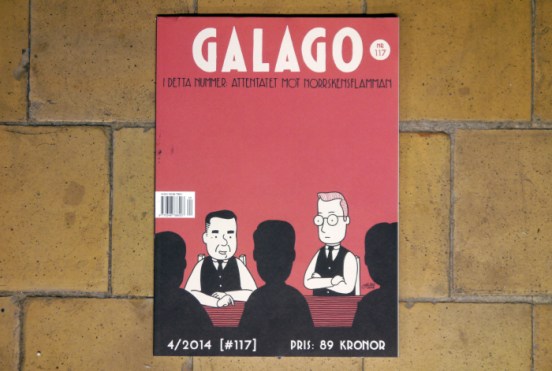 GALAGO
NR
117
I DETTA NUMMER: ATTENTATET MOT NORRSKENSFLAMMAN
4/2014 [#117]
PRIS: 89 KRONOR